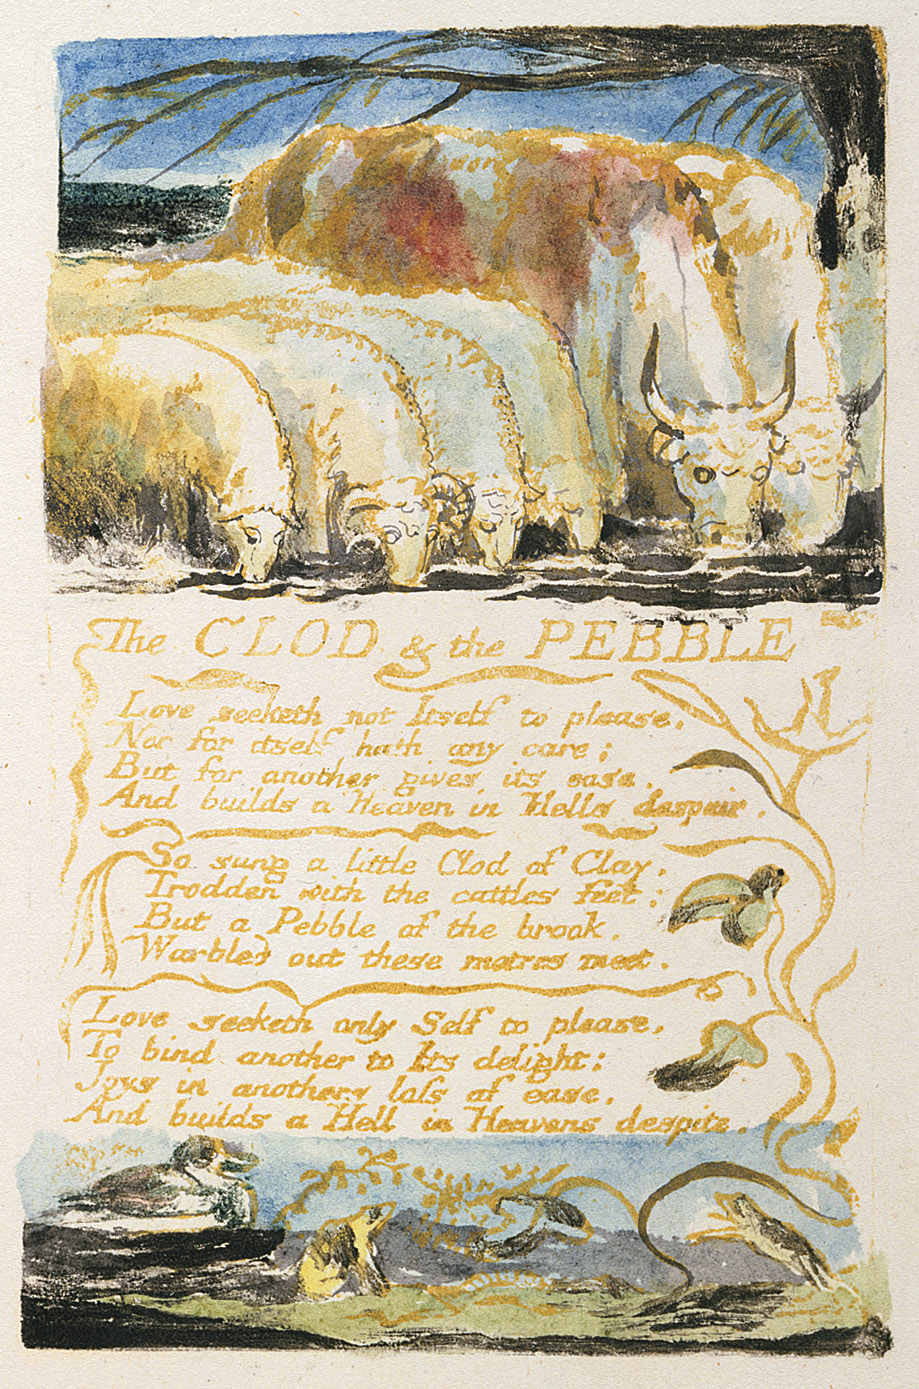 The CLOD & the PEBBLE
Love seeketh not Itself to please,
Nor for itself hath any care;
But for another gives its ease,
And builds a Heaven in Hells despair.
So sung a little Clod of Clay,
Trodden with the cattles feet:
But a Pebble of the brook,
Warbled out these metres meet.
Love seeketh only Self to please,
To bind another to Its delight:
Joys in anothers loss of ease,
And builds a Hell in Heavens despite.